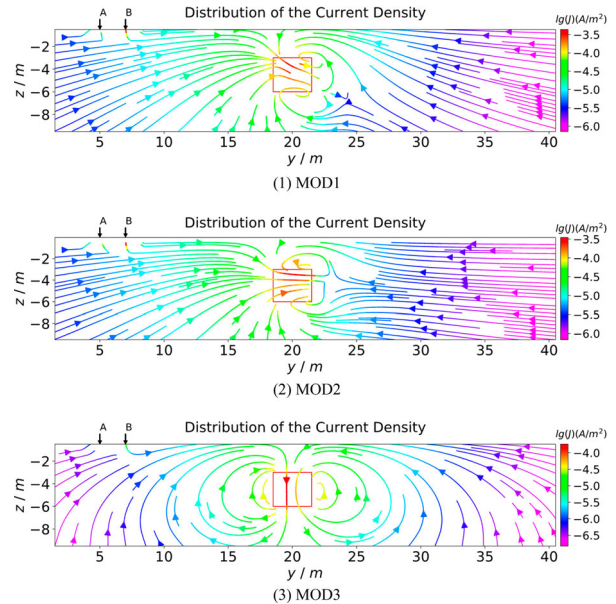 Distribution of the Current Density
lg(J)(A/m²)
A B
−2
−4
−6
−8
z / m
5 10 15 20 25 30 35 40
y / m
−3.5
−4.0
−4.5
−5.0
−5.5
−6.0
(1) MOD1
Distribution of the Current Density
lg(J)(A/m²)
A B
−2
−4
−6
−8
z / m
5 10 15 20 25 30 35 40
y / m
−3.5
−4.0
−4.5
−5.0
−5.5
−6.0
(2) MOD2
Distribution of the Current Density
lg(J)(A/m²)
A B
−2
−4
−6
−8
z / m
5 10 15 20 25 30 35 40
y / m
−4.0
−4.5
−5.0
−5.5
−6.0
−6.5
(3) MOD3